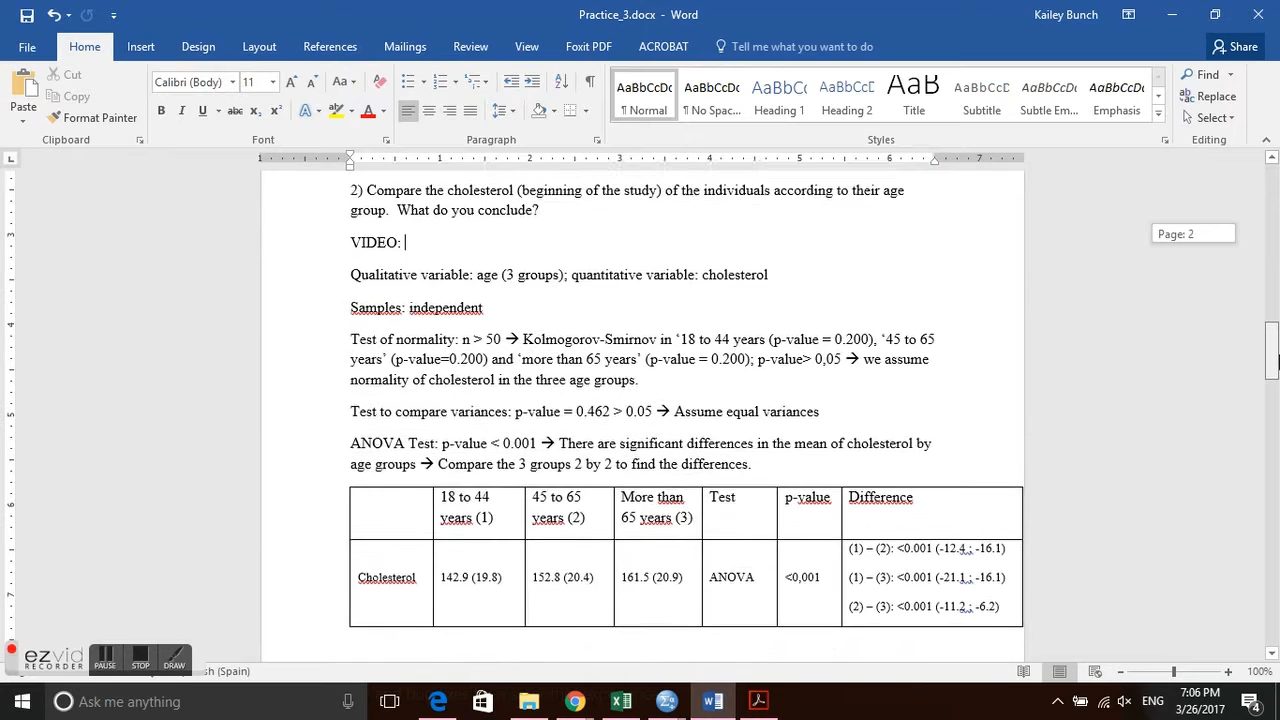 Practice_3.docx - Word
Kailey Bunch
File Home Insert Design Layout References Mailings Review View Foxit PDF ACROBAT Tell me what you want to do Share
Paste
Cut
Copy
Format Painter
Clipboard
Calibri (Body) 11
Font
Paragraph
AaBbCcDc AaBbCcDc AaBbCc AaBbCcD AaB AaBbCcD AaBbCcDc AaBbCcDc
¶ Normal ¶ No Spac... Heading 1 Heading 2 Title Subtitle Subtle Em... Emphasis
Styles
Find
Replace
Select
Editing
1 1 2 3 4 5 6 7
Page: 2
2) Compare the cholesterol (beginning of the study) of the individuals according to their age
group. What do you conclude?
VIDEO:
Qualitative variable: age (3 groups); quantitative variable: cholesterol
Samples: independent
Test of normality: n > 50 → Kolmogorov-Smirnov in ‘18 to 44 years (p-value = 0.200), ‘45 to 65
years’ (p-value=0.200) and ‘more than 65 years’ (p-value = 0.200); p-value> 0,05 → we assume
normality of cholesterol in the three age groups.
Test to compare variances: p-value = 0.462 > 0.05 → Assume equal variances
ANOVA Test: p-value < 0.001 → There are significant differences in the mean of cholesterol by
age groups → Compare the 3 groups 2 by 2 to find the differences.
18 to 44 45 to 65 More than Test p-value Difference
years (1) years (2) 65 years (3)
(1) – (2): <0.001 (-12.4 ; -16.1)
Cholesterol 142.9 (19.8) 152.8 (20.4) 161.5 (20.9) ANOVA <0,001 (1) – (3): <0.001 (-21.1 ; -16.1)
(2) – (3): <0.001 (-11.2 ; -6.2)
ezvid
RECORDER
PAUSE STOP DRAW
(Spain)
100%
Ask me anything
ENG
7:06 PM
3/26/2017
4